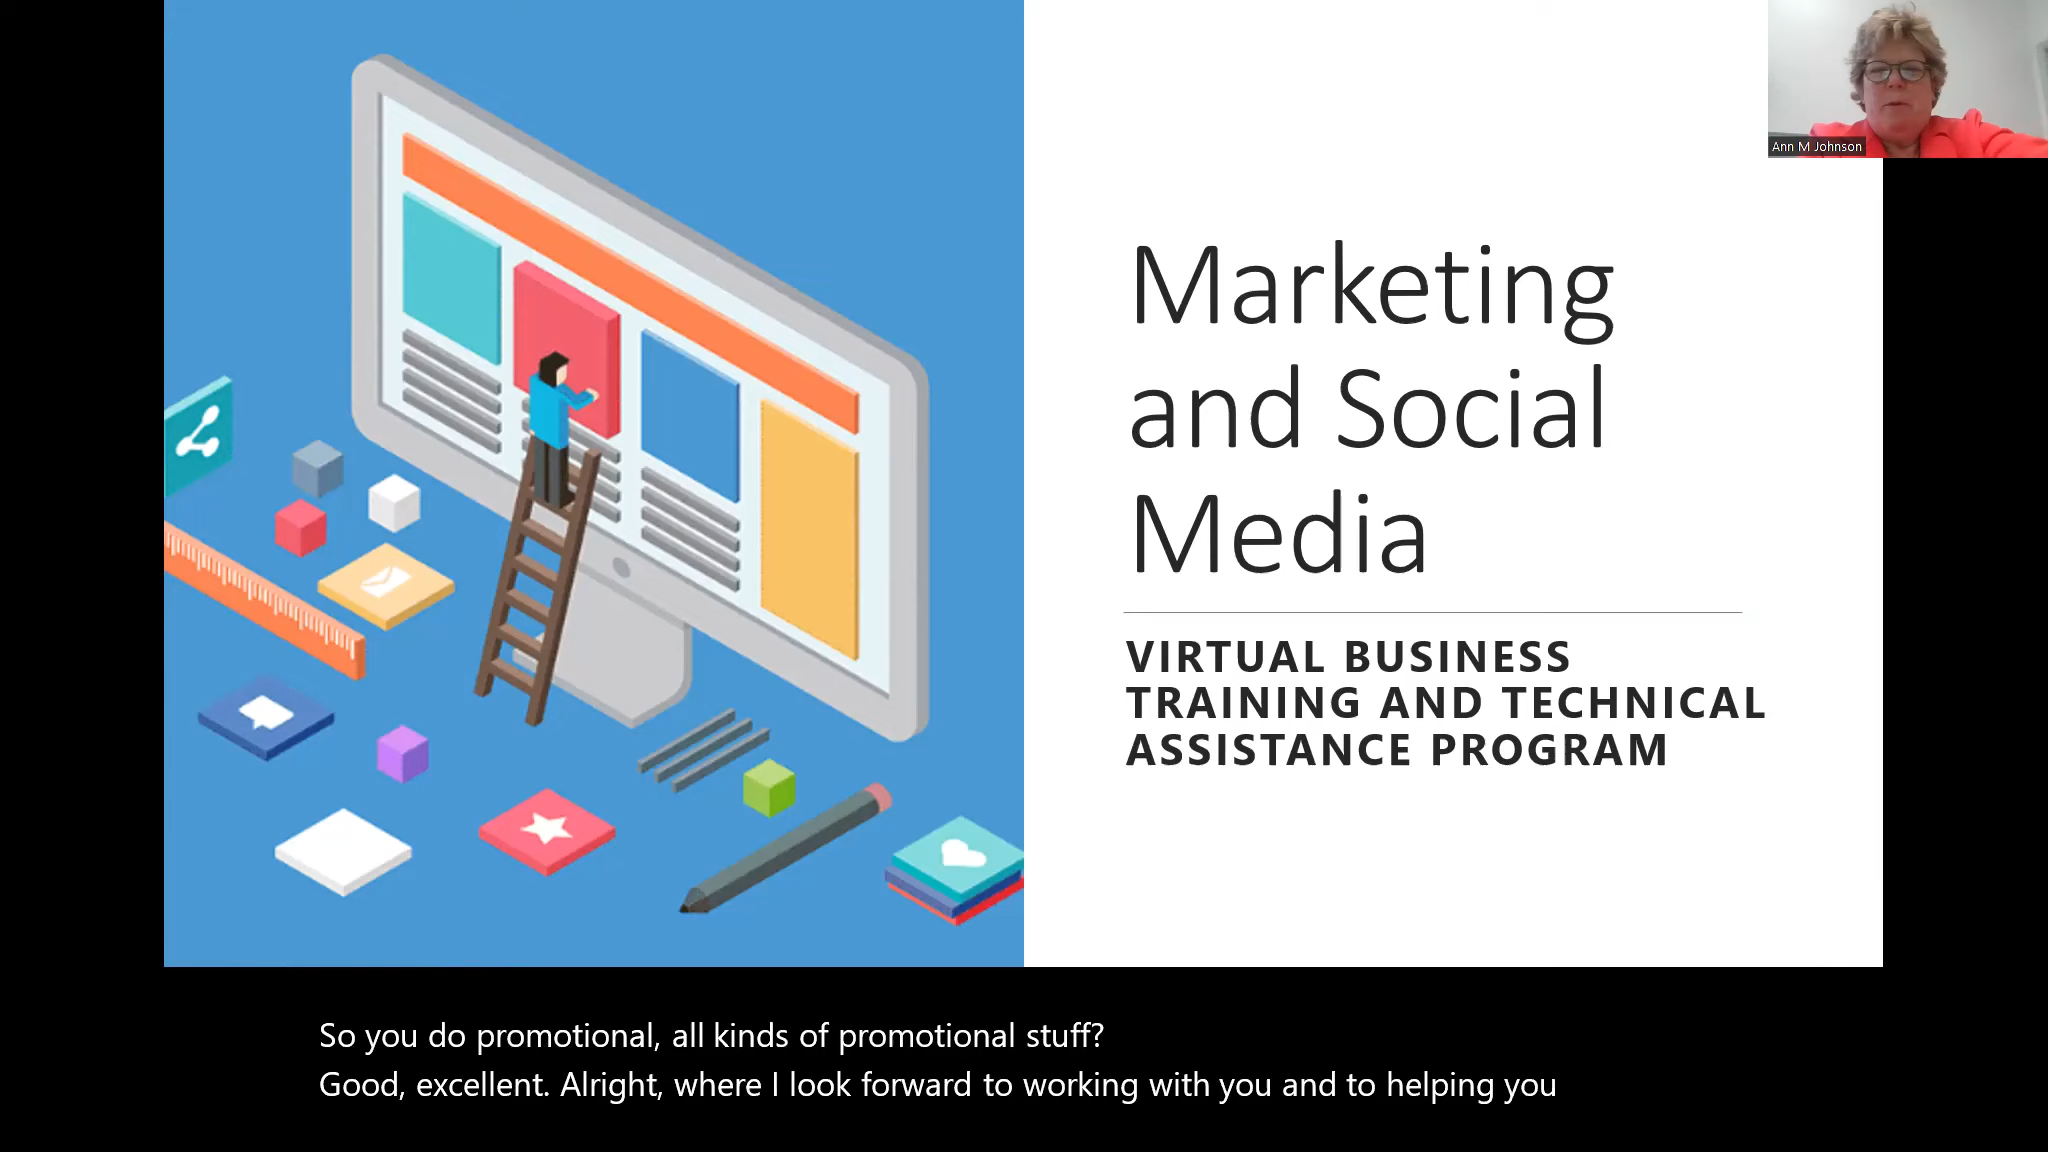 Ann M Johnson
Marketing
and Social
Media
VIRTUAL BUSINESS
TRAINING AND TECHNICAL
ASSISTANCE PROGRAM
So you do promotional, all kinds of promotional stuff?
Good, excellent. Alright, where I look forward to working with you and to helping you